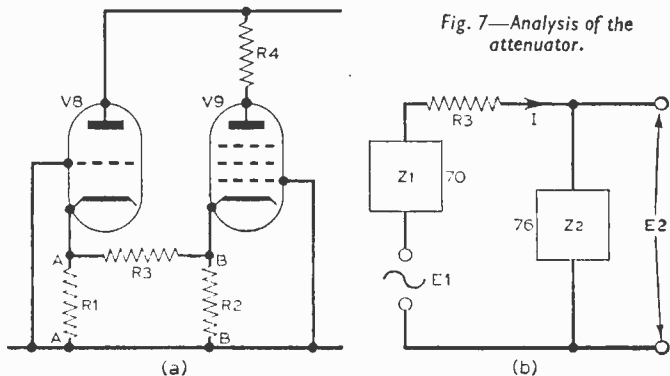 Fig. 7—Analysis of the
attenuator.
R4
V8
V9
A
R3
B
R1
R2
A
B
(a)
R3
I
Z1
70
76
Z2
E2
E1
(b)